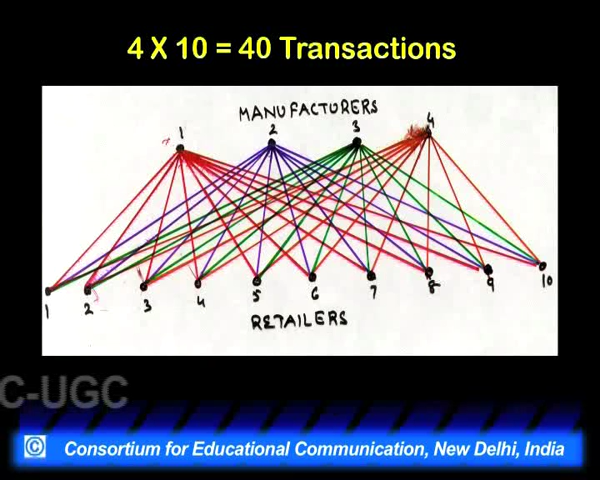 4 X 10 = 40 Transactions
MANUFACTURERS
1 2 3 4
1 2 3 4 5 6 7 8 9 10
RETAILERS
C-UGC
© Consortium for Educational Communication, New Delhi, India